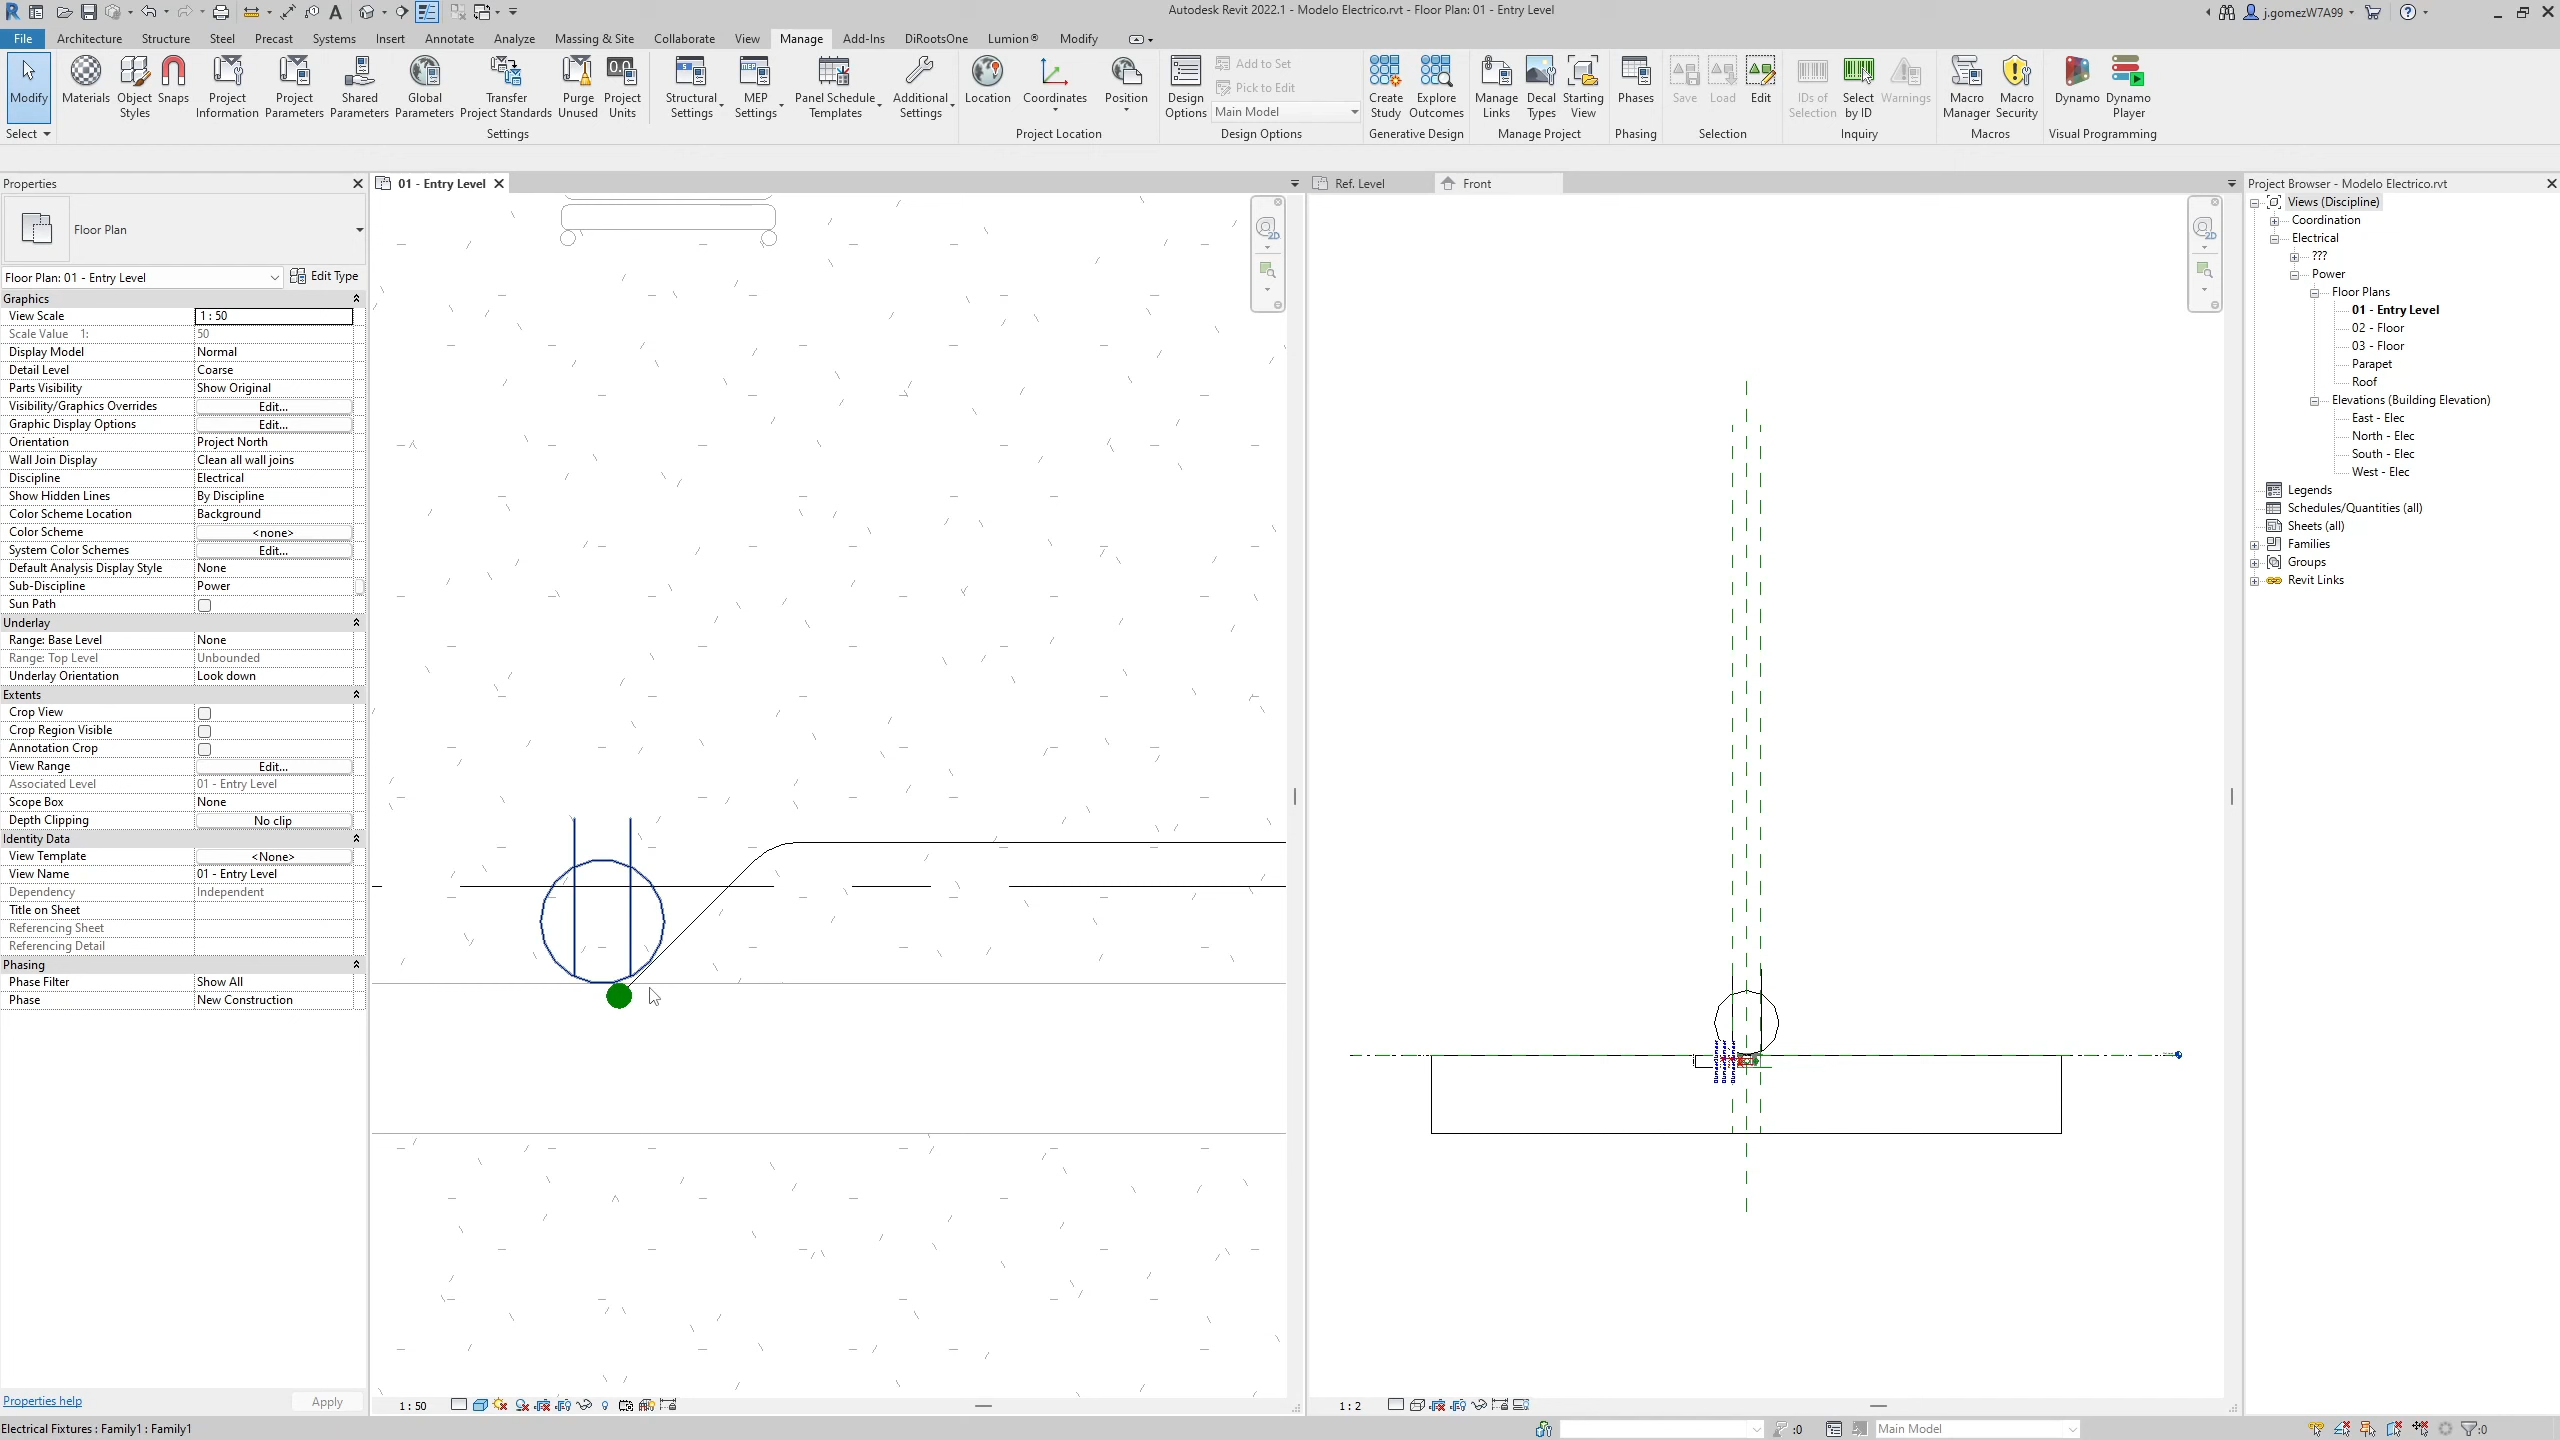 Autodesk Revit 2022.1 - Modelo Electrico.rvt - Floor Plan: 01 - Entry Level
j.gomezW7A99
File Architecture Structure Steel Precast Systems Insert Annotate Analyze Massing & Site Collaborate View Manage Add-Ins DiRootsOne Lumion® Modify
Modify
Materials
Object Styles
Snaps
Project Information
Project Parameters
Shared Parameters
Global Parameters
Transfer Project Standards
Purge Unused
Project Units
Structural Settings
MEP Settings
Panel Schedule Templates
Additional Settings
Location
Coordinates
Position
Design Options
Add to Set
Pick to Edit
Main Model
Create Study
Explore Outcomes
Manage Links
Decal Types
Starting View
Phases
Save
Load
Edit
IDs of Selection
Select by ID
Warnings
Macro Manager
Macro Security
Dynamo
Dynamo Player
Select Settings Project Location Design Options Generative Design Manage Project Phasing Selection Inquiry Macros Visual Programming
Properties
Floor Plan
Floor Plan: 01 - Entry Level Edit Type
Graphics
View Scale 1 : 50
Scale Value 1: 50
Display Model Normal
Detail Level Coarse
Parts Visibility Show Original
Visibility/Graphics Overrides Edit...
Graphic Display Options Edit...
Orientation Project North
Wall Join Display Clean all wall joins
Discipline Electrical
Show Hidden Lines By Discipline
Color Scheme Location Background
Color Scheme <none>
System Color Schemes Edit...
Default Analysis Display Style None
Sub-Discipline Power
Sun Path
Underlay
Range: Base Level None
Range: Top Level Unbounded
Underlay Orientation Look down
Extents
Crop View
Crop Region Visible
Annotation Crop
View Range Edit...
Associated Level 01 - Entry Level
Scope Box None
Depth Clipping No clip
Identity Data
View Template <None>
View Name 01 - Entry Level
Dependency Independent
Title on Sheet
Referencing Sheet
Referencing Detail
Phasing
Phase Filter Show All
Phase New Construction
Properties help Apply
01 - Entry Level
2D
1 : 50
Ref. Level Front
2D
1 : 2
Project Browser - Modelo Electrico.rvt
Views (Discipline)
Coordination
Electrical
???
Power
Floor Plans
01 - Entry Level
02 - Floor
03 - Floor
Parapet
Roof
Elevations (Building Elevation)
East - Elec
North - Elec
South - Elec
West - Elec
Legends
Schedules/Quantities (all)
Sheets (all)
Families
Groups
Revit Links
Electrical Fixtures : Family1 : Family1
:0
Main Model
:0